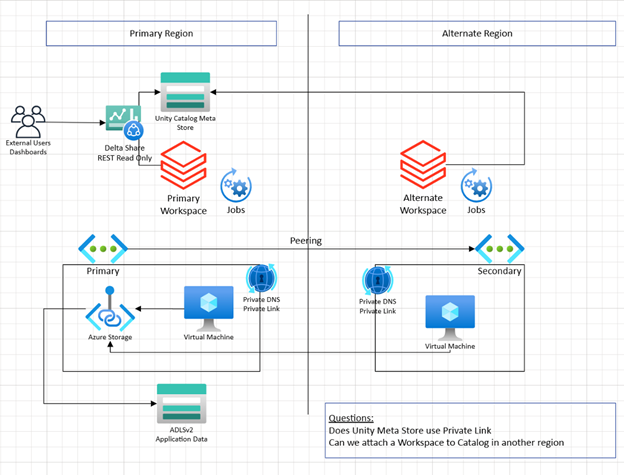 Primary Region
Alternate Region
Unity Catalog Meta
Store
External Users
Dashboards
Delta Share
REST Read Only
Primary
Workspace
Jobs
Alternate
Workspace
Jobs
Peering
Primary
Secondary
Private DNS
Private Link
Private DNS
Private Link
Azure Storage
Virtual Machine
Virtual Machine
ADLSv2
Application Data
Questions:
Does Unity Meta Store use Private Link
Can we attach a Workspace to Catalog in another region